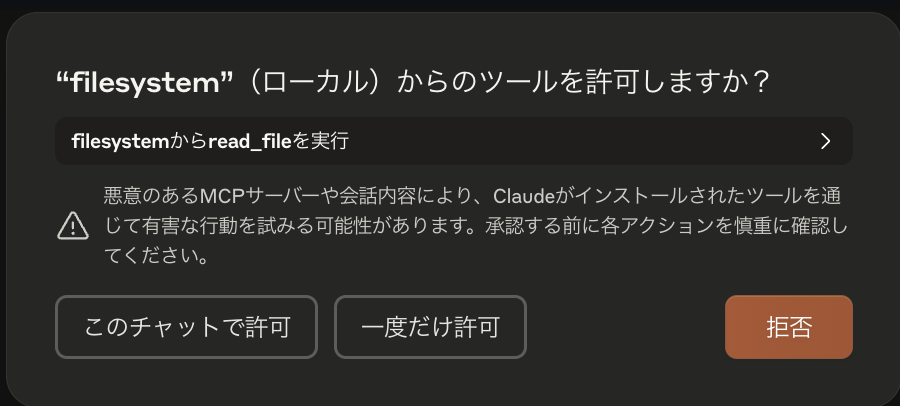 “filesystem”（ローカル）からのツールを許可しますか？
filesystemからread_fileを実行
悪意のあるMCPサーバーや会話内容により、Claudeがインストールされたツールを通
じて有害な行動を試みる可能性があります。承認する前に各アクションを慎重に確認し
てください。
このチャットで許可
一度だけ許可
拒否